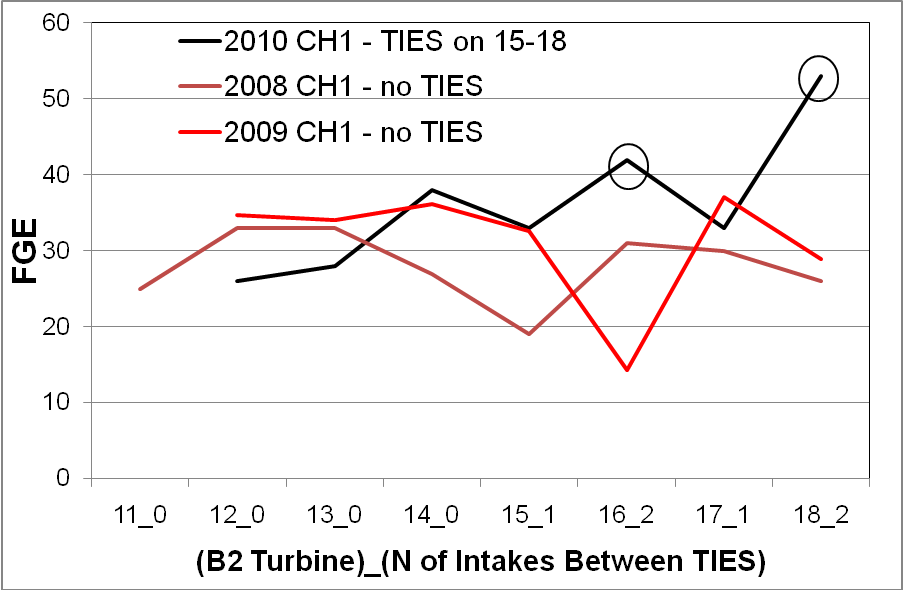 60
50
40
30
20
10
0
FGE
2010 CH1 - TIES on 15-18
2008 CH1 - no TIES
2009 CH1 - no TIES
11_0 12_0 13_0 14_0 15_1 16_2 17_1 18_2
(B2 Turbine)_(N of Intakes Between TIES)